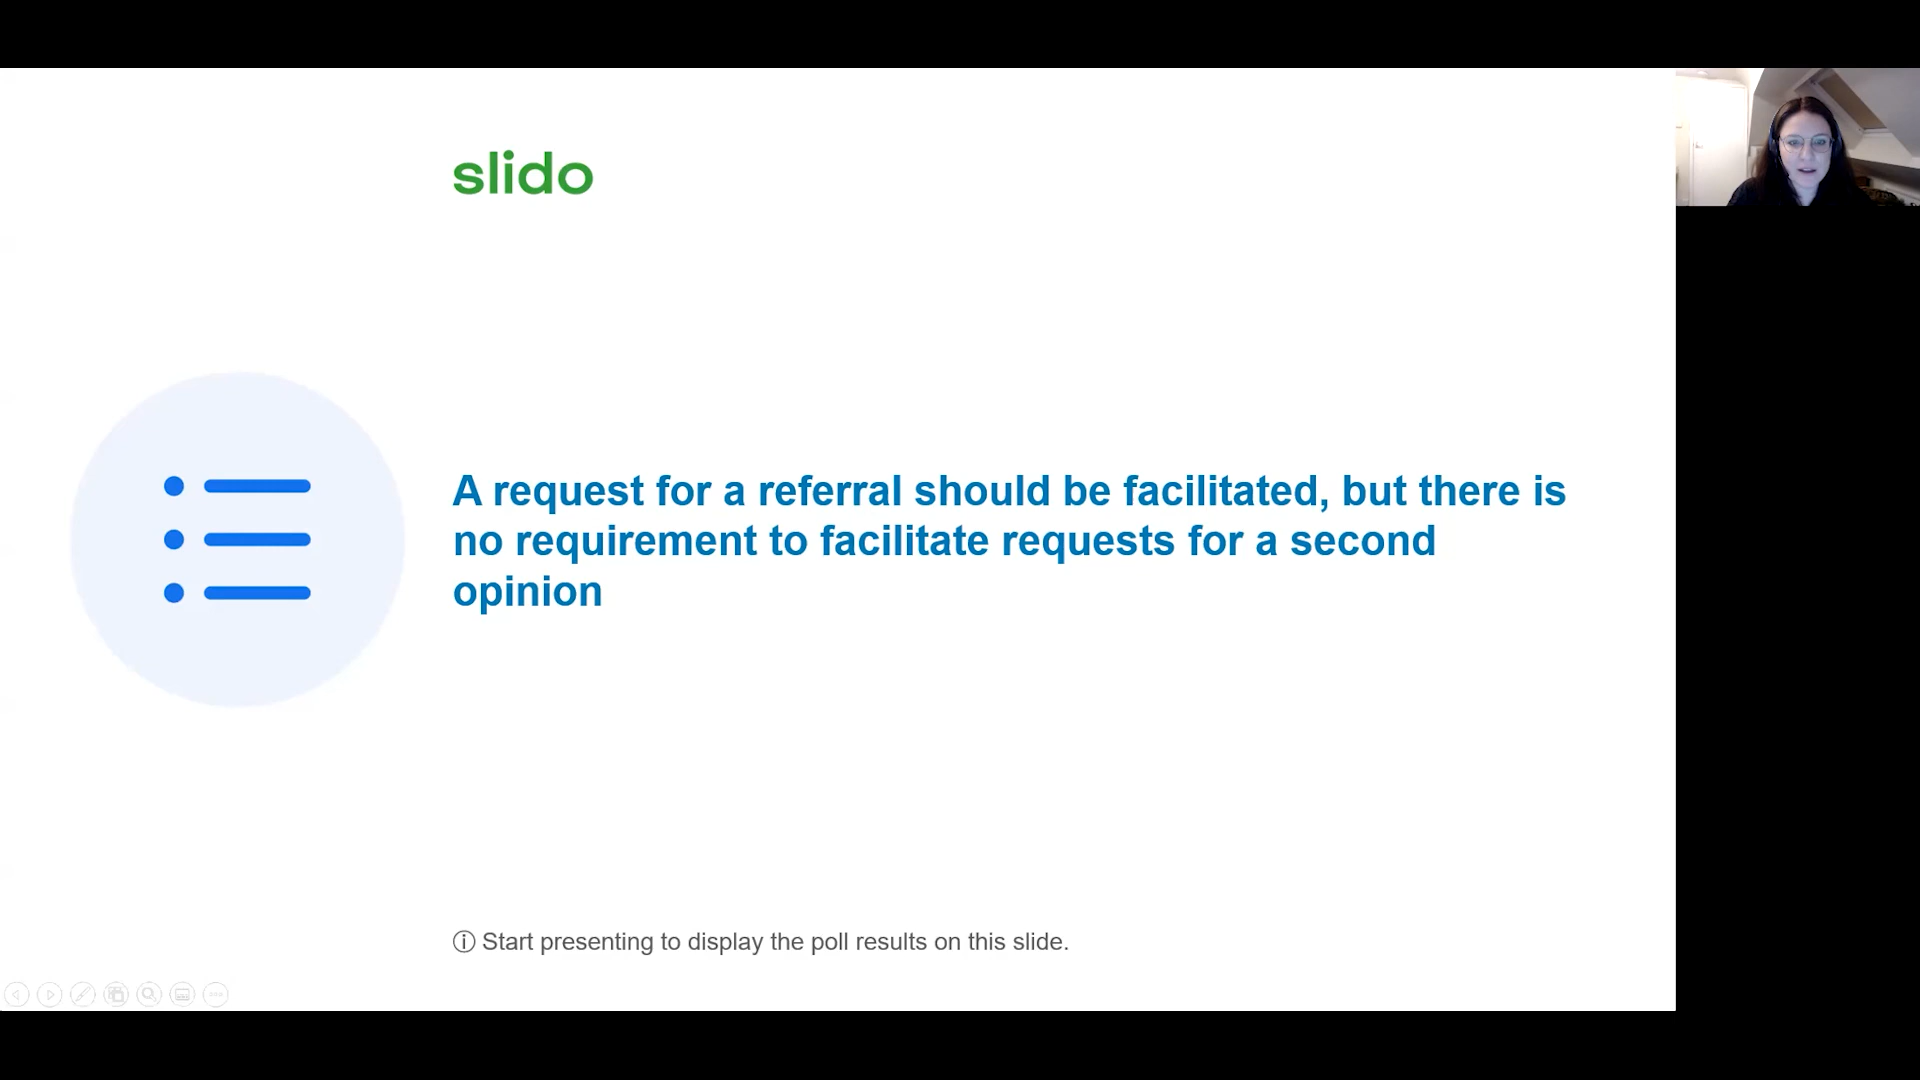 slido
A request for a referral should be facilitated, but there is
no requirement to facilitate requests for a second
opinion
ⓘ Start presenting to display the poll results on this slide.